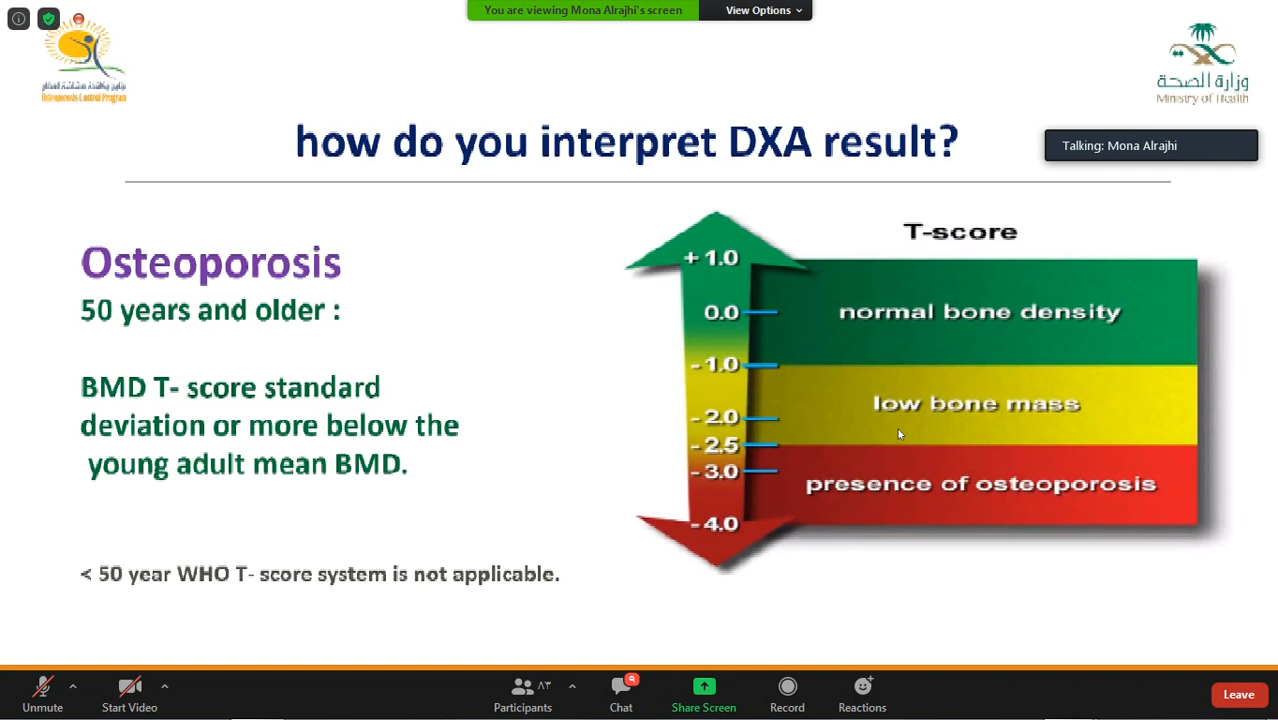 You are viewing Mona Alrajhi's screen
View Options
Osteoporosis Control Program
وزارة الصحة
Ministry of Health
how do you interpret DXA result?
Talking: Mona Alrajhi
Osteoporosis
50 years and older :
BMD T- score standard
deviation or more below the
young adult mean BMD.
< 50 year WHO T- score system is not applicable.
T-score
+ 1.0
0.0
normal bone density
- 1.0
low bone mass
- 2.0
- 2.5
- 3.0
presence of osteoporosis
- 4.0
Unmute
Start Video
Participants
٨٣
Chat
٩
Share Screen
Record
Reactions
Leave